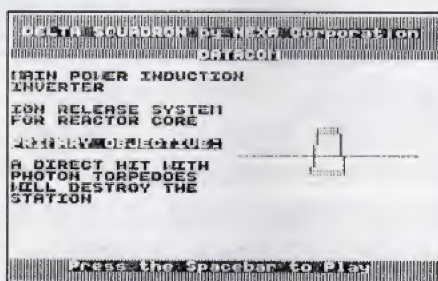 DELTA SQUADRON by NEXA Corporation
DATACOM
MAIN POWER INDUCTION
INVERTER
ION RELEASE SYSTEM
FOR REACTOR CORE
PRIMARY OBJECTIVE:
A DIRECT HIT WITH
PHOTON TORPEDOES
WILL DESTROY THE
STATION
Press the Spacebar to Play